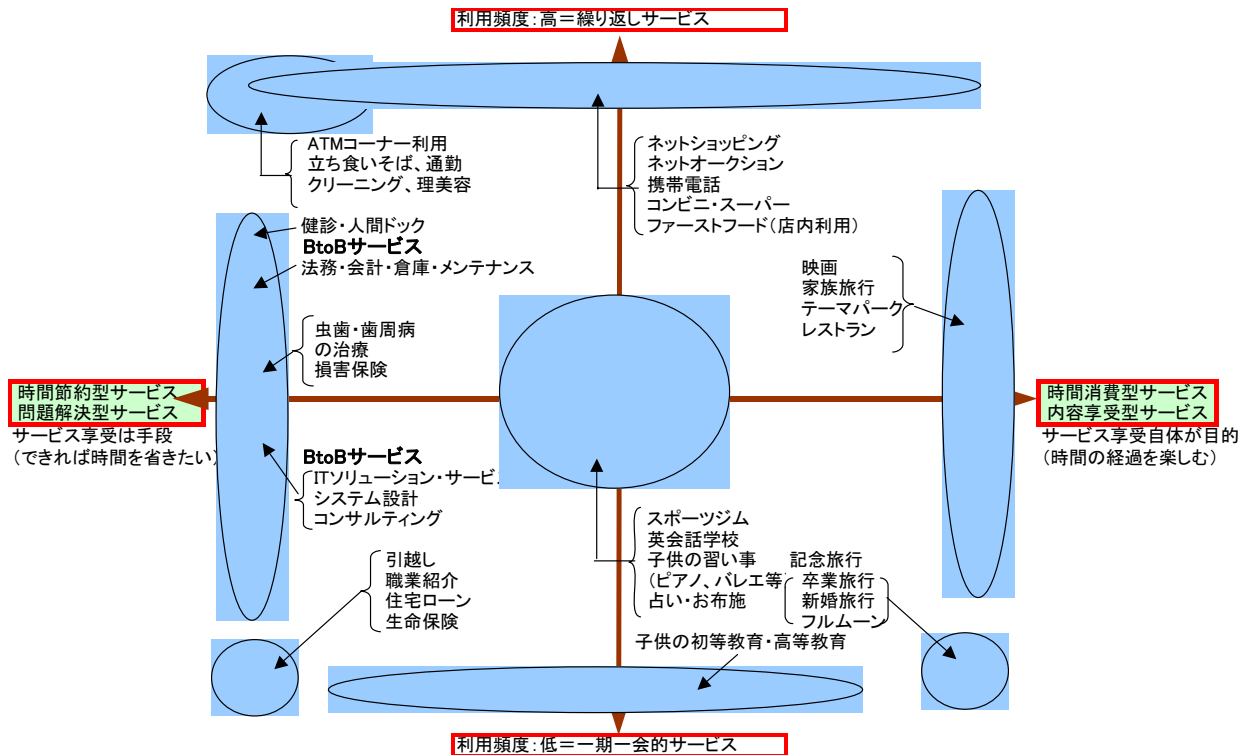 利用頻度：高＝繰り返しサービス
ATMコーナー利用
立ち食いそば、通勤
クリーニング、理美容
ネットショッピング
ネットオークション
携帯電話
コンビニ・スーパー
ファーストフード（店内利用）
健診・人間ドック
BtoBサービス
法務・会計・倉庫・メンテナンス
映画
家族旅行
テーマパーク
レストラン
虫歯・歯周病
の治療
損害保険
時間節約型サービス
問題解決型サービス
サービス享受は手段
（できれば時間を省きたい）
時間消費型サービス
内容享受型サービス
サービス享受自体が目的
（時間の経過を楽しむ）
BtoBサービス
ITソリューション・サービス
システム設計
コンサルティング
スポーツジム
英会話学校
子供の習い事
（ピアノ、バレエ等）
占い・お布施
引越し
職業紹介
住宅ローン
生命保険
記念旅行
卒業旅行
新婚旅行
フルムーン
子供の初等教育・高等教育
利用頻度：低＝一期一会的サービス